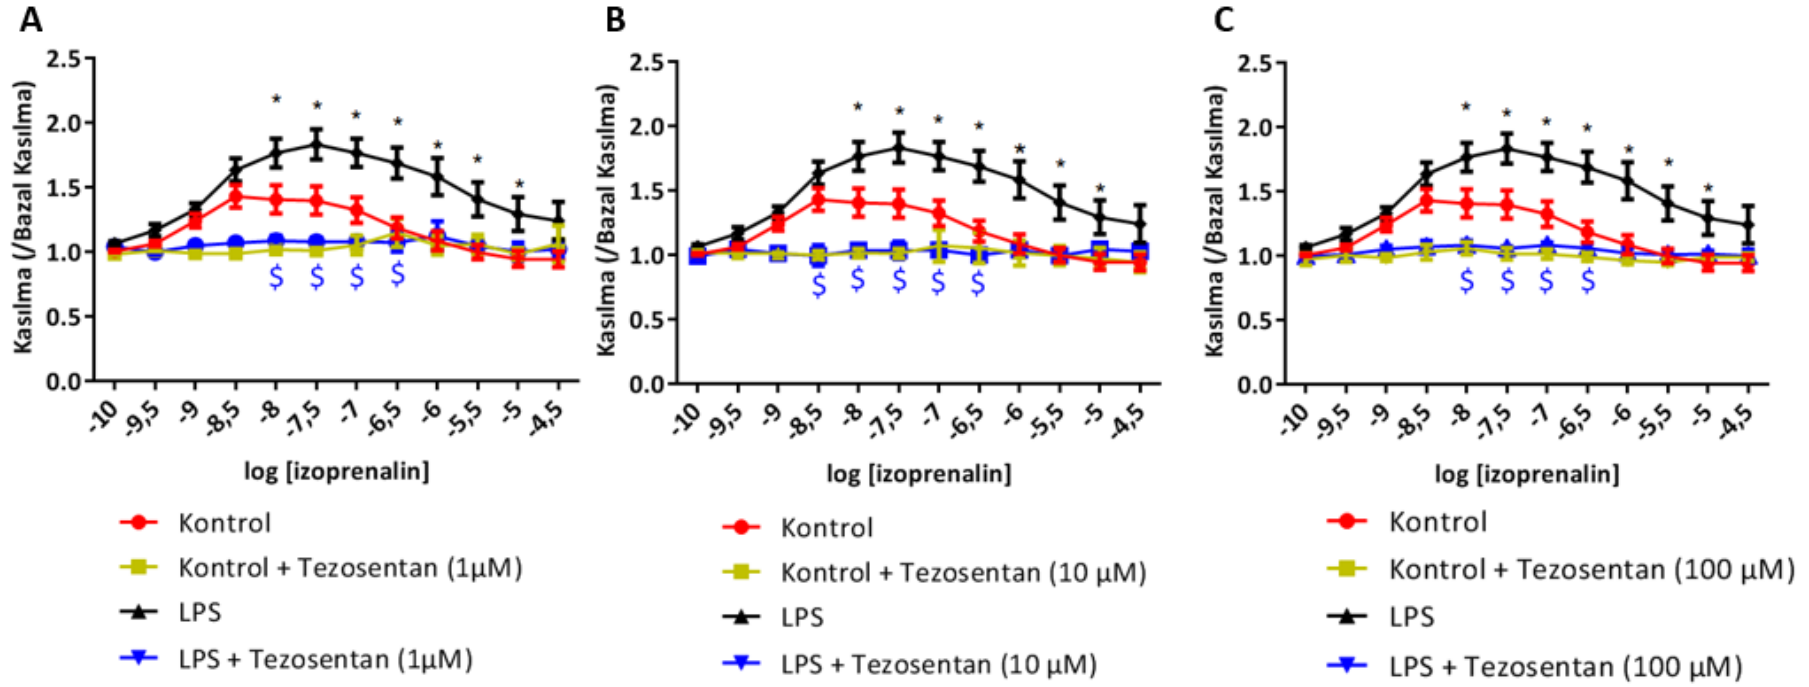 A
Kasılma (/Bazal Kasılma)
2.5
2.0
1.5
1.0
0.5
0.0
* * * * * * *
$ $ $ $
-10 -9,5 -9 -8,5 -8 -7,5 -7 -6,5 -6 -5,5 -5 -4,5
log [izoprenalin]
Kontrol
Kontrol + Tezosentan (1µM)
LPS
LPS + Tezosentan (1µM)
B
Kasılma (/Bazal Kasılma)
2.5
2.0
1.5
1.0
0.5
0.0
* * * * * * *
$ $ $ $ $
-10 -9,5 -9 -8,5 -8 -7,5 -7 -6,5 -6 -5,5 -5 -4,5
log [izoprenalin]
Kontrol
Kontrol + Tezosentan (10 µM)
LPS
LPS + Tezosentan (10 µM)
C
Kasılma (/Bazal Kasılma)
2.5
2.0
1.5
1.0
0.5
0.0
* * * * * * *
$ $ $ $
-10 -9,5 -9 -8,5 -8 -7,5 -7 -6,5 -6 -5,5 -5 -4,5
log [izoprenalin]
Kontrol
Kontrol + Tezosentan (100 µM)
LPS
LPS + Tezosentan (100 µM)